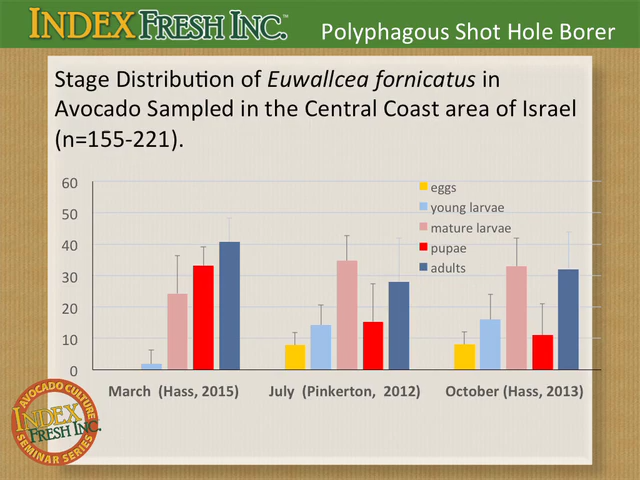 INDEX FRESH INC.™
Polyphagous Shot Hole Borer
Stage Distribution of Euwallcea fornicatus in
Avocado Sampled in the Central Coast area of Israel
(n=155-221).
60
50
40
30
20
10
0
eggs
young larvae
mature larvae
pupae
adults
March (Hass, 2015)
July (Pinkerton, 2012)
October (Hass, 2013)
AVOCADO CULTURE
INDEX
FRESH INC.
SEMINAR SERIES